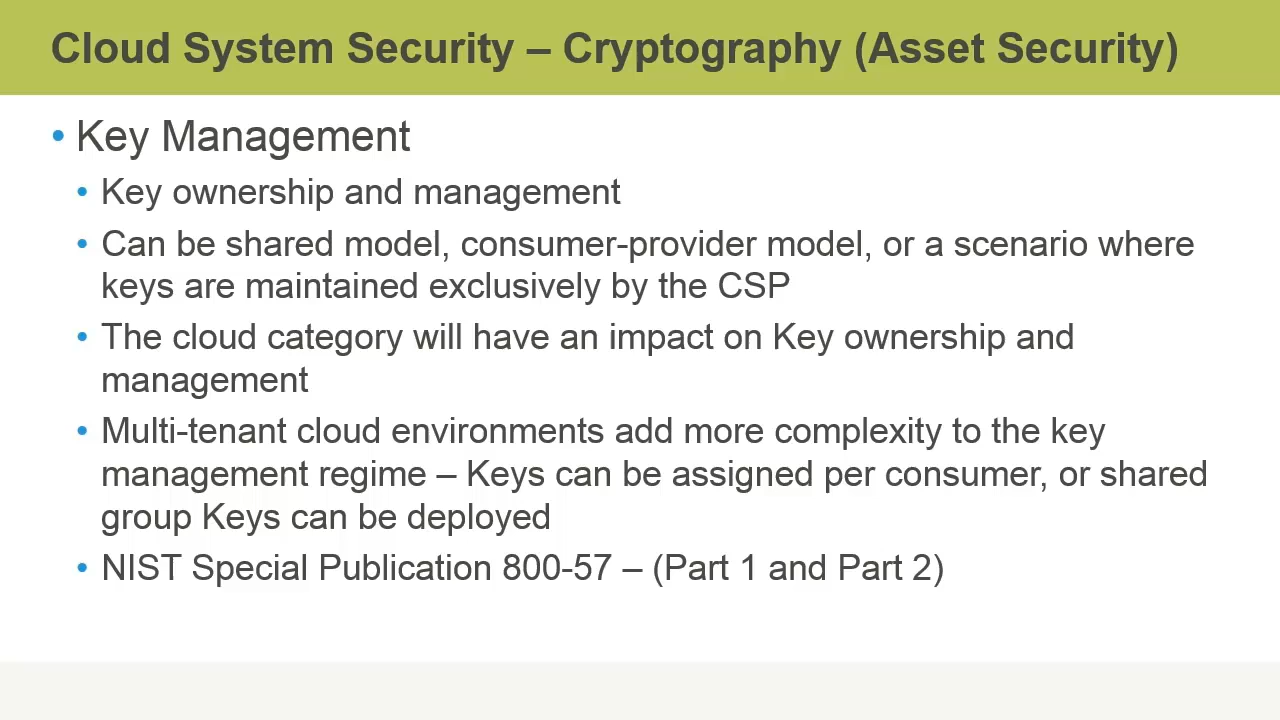 Cloud System Security – Cryptography (Asset Security)
• Key Management
• Key ownership and management
• Can be shared model, consumer-provider model, or a scenario where
keys are maintained exclusively by the CSP
• The cloud category will have an impact on Key ownership and
management
• Multi-tenant cloud environments add more complexity to the key
management regime – Keys can be assigned per consumer, or shared
group Keys can be deployed
• NIST Special Publication 800-57 – (Part 1 and Part 2)